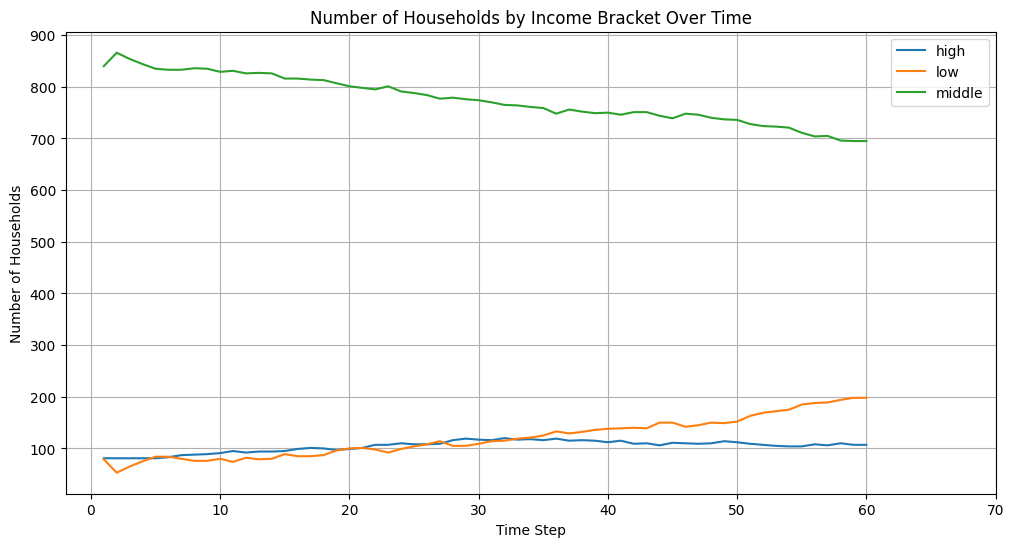 Number of Households by Income Bracket Over Time
high
low
middle
Number of Households
900
800
700
600
500
400
300
200
100
0 10 20 30 40 50 60 70
Time Step